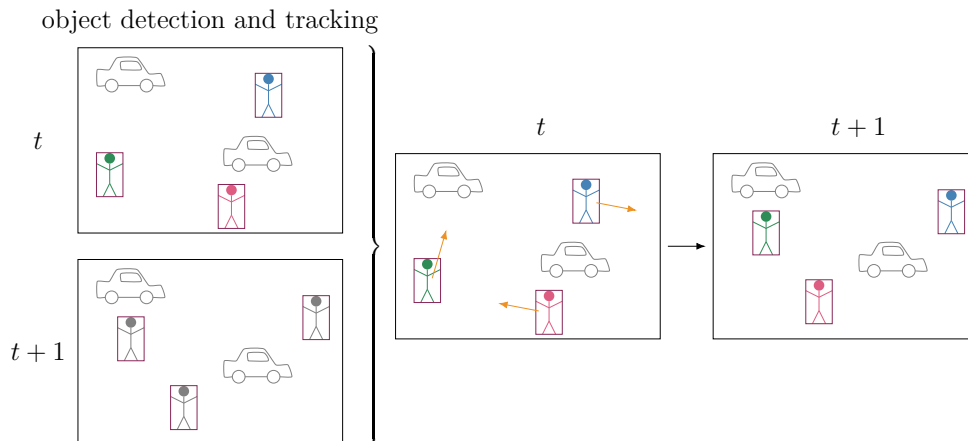 object detection and tracking
t
t + 1
t
t + 1